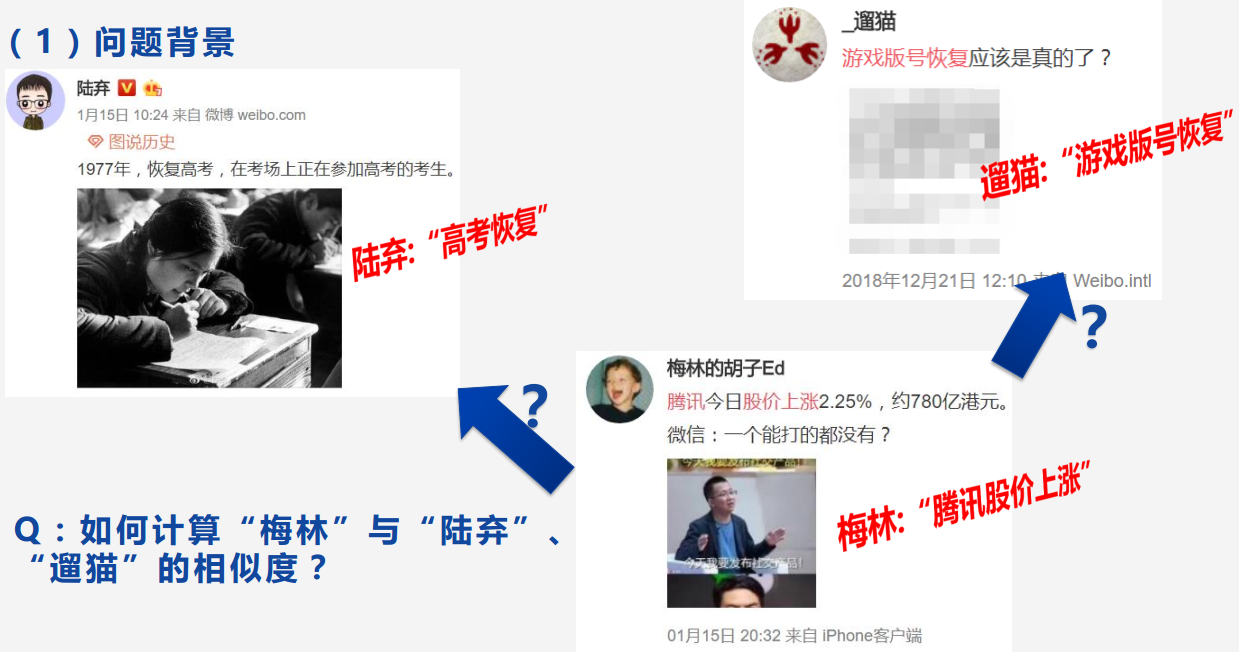 （1）问题背景
陆弃
1月15日 10:24 来自 微博 weibo.com
图说历史
1977年，恢复高考，在考场上正在参加高考的考生。
陆弃:“高考恢复”
_遛猫
游戏版号恢复应该是真的了？
遛猫:“游戏版号恢复”
2018年12月21日 12:10 来自 Weibo.intl
？
？
梅林的胡子Ed
腾讯今日股价上涨2.25%，约780亿港元。
微信：一个能打的都没有？
今天我要发布社交产品!
今天我要发布社交产品!
梅林:“腾讯股价上涨”
01月15日 20:32 来自 iPhone客户端
Q：如何计算“梅林”与“陆弃”、
“遛猫”的相似度？